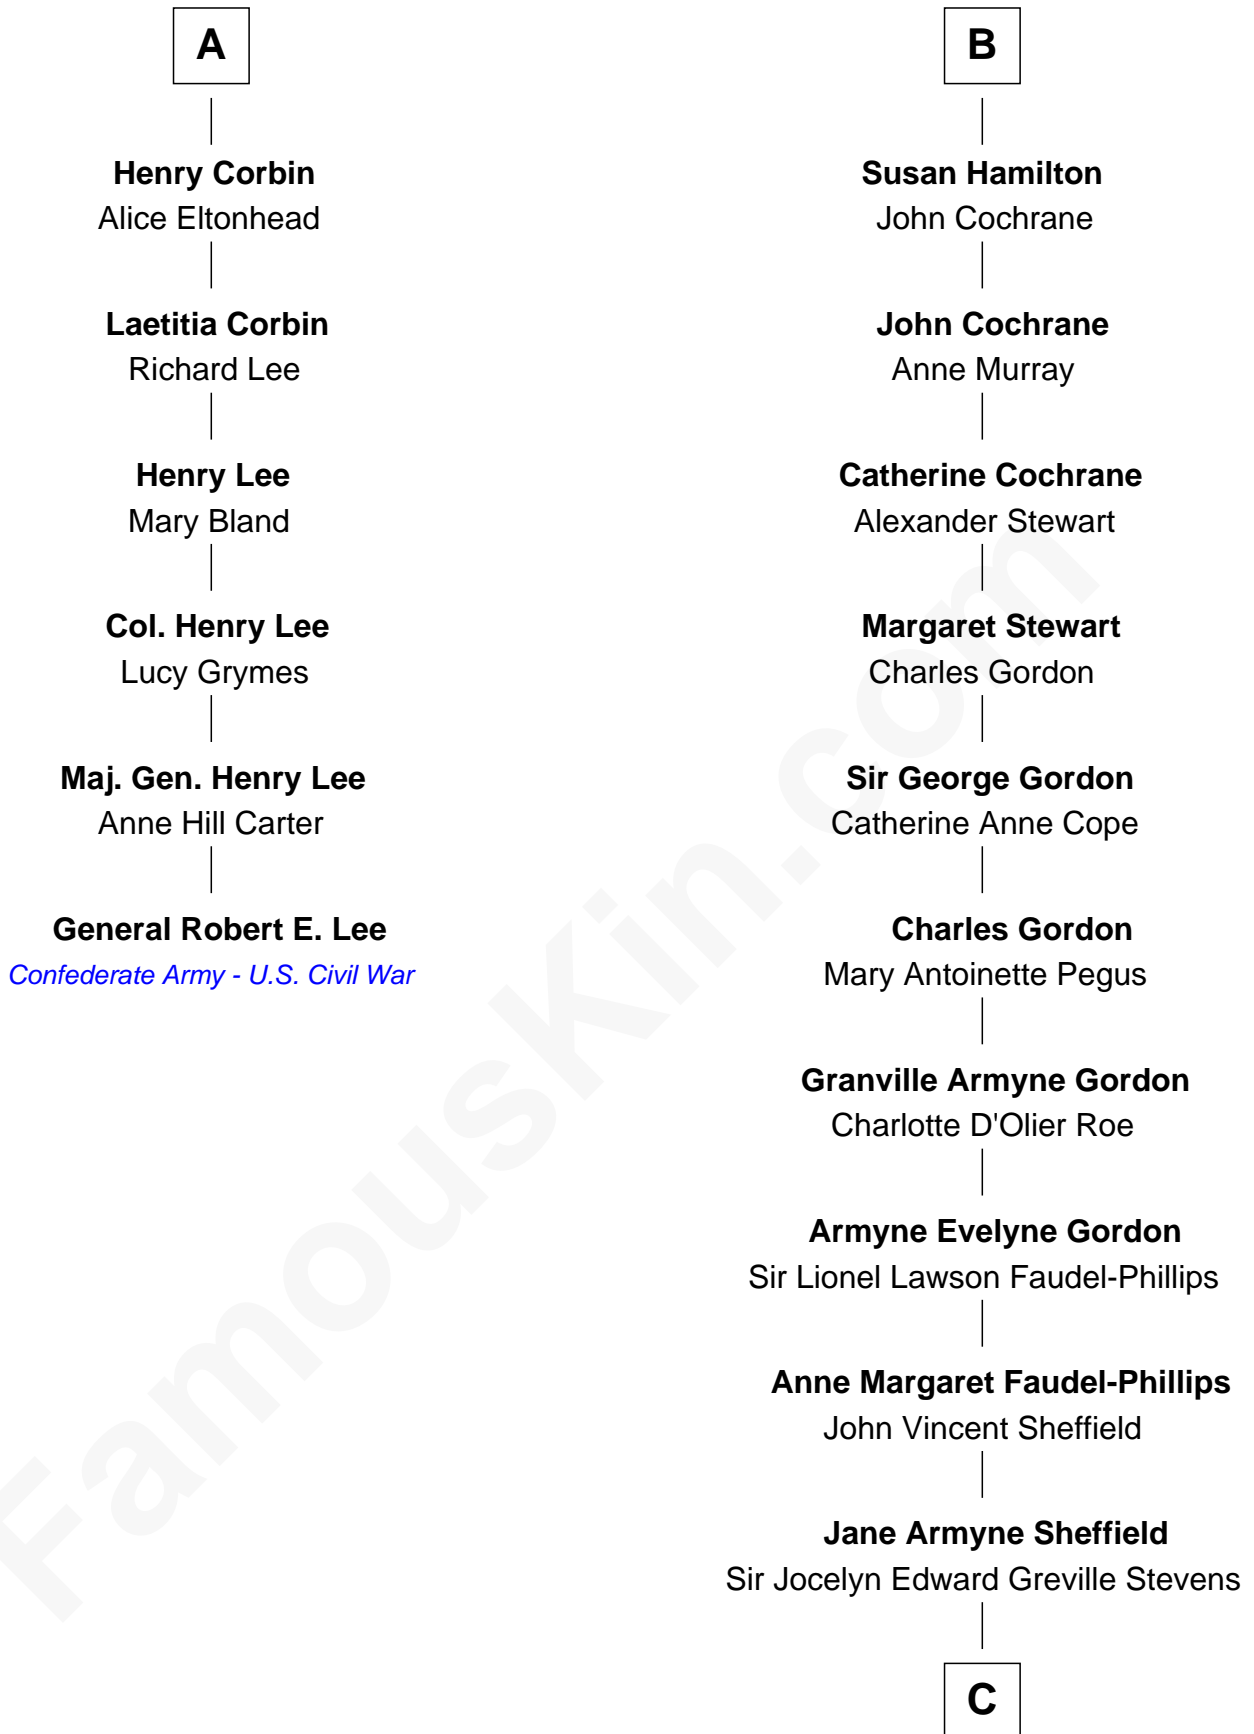 A
Henry Corbin
Alice Eltonhead
Laetitia Corbin
Richard Lee
Henry Lee
Mary Bland
Col. Henry Lee
Lucy Grymes
Maj. Gen. Henry Lee
Anne Hill Carter
General Robert E. Lee
Confederate Army - U.S. Civil War
B
Susan Hamilton
John Cochrane
John Cochrane
Anne Murray
Catherine Cochrane
Alexander Stewart
Margaret Stewart
Charles Gordon
Sir George Gordon
Catherine Anne Cope
Charles Gordon
Mary Antoinette Pegus
Granville Armyne Gordon
Charlotte D'Olier Roe
Armyne Evelyne Gordon
Sir Lionel Lawson Faudel-Phillips
Anne Margaret Faudel-Phillips
John Vincent Sheffield
Jane Armyne Sheffield
Sir Jocelyn Edward Greville Stevens
C
FamousKin.com